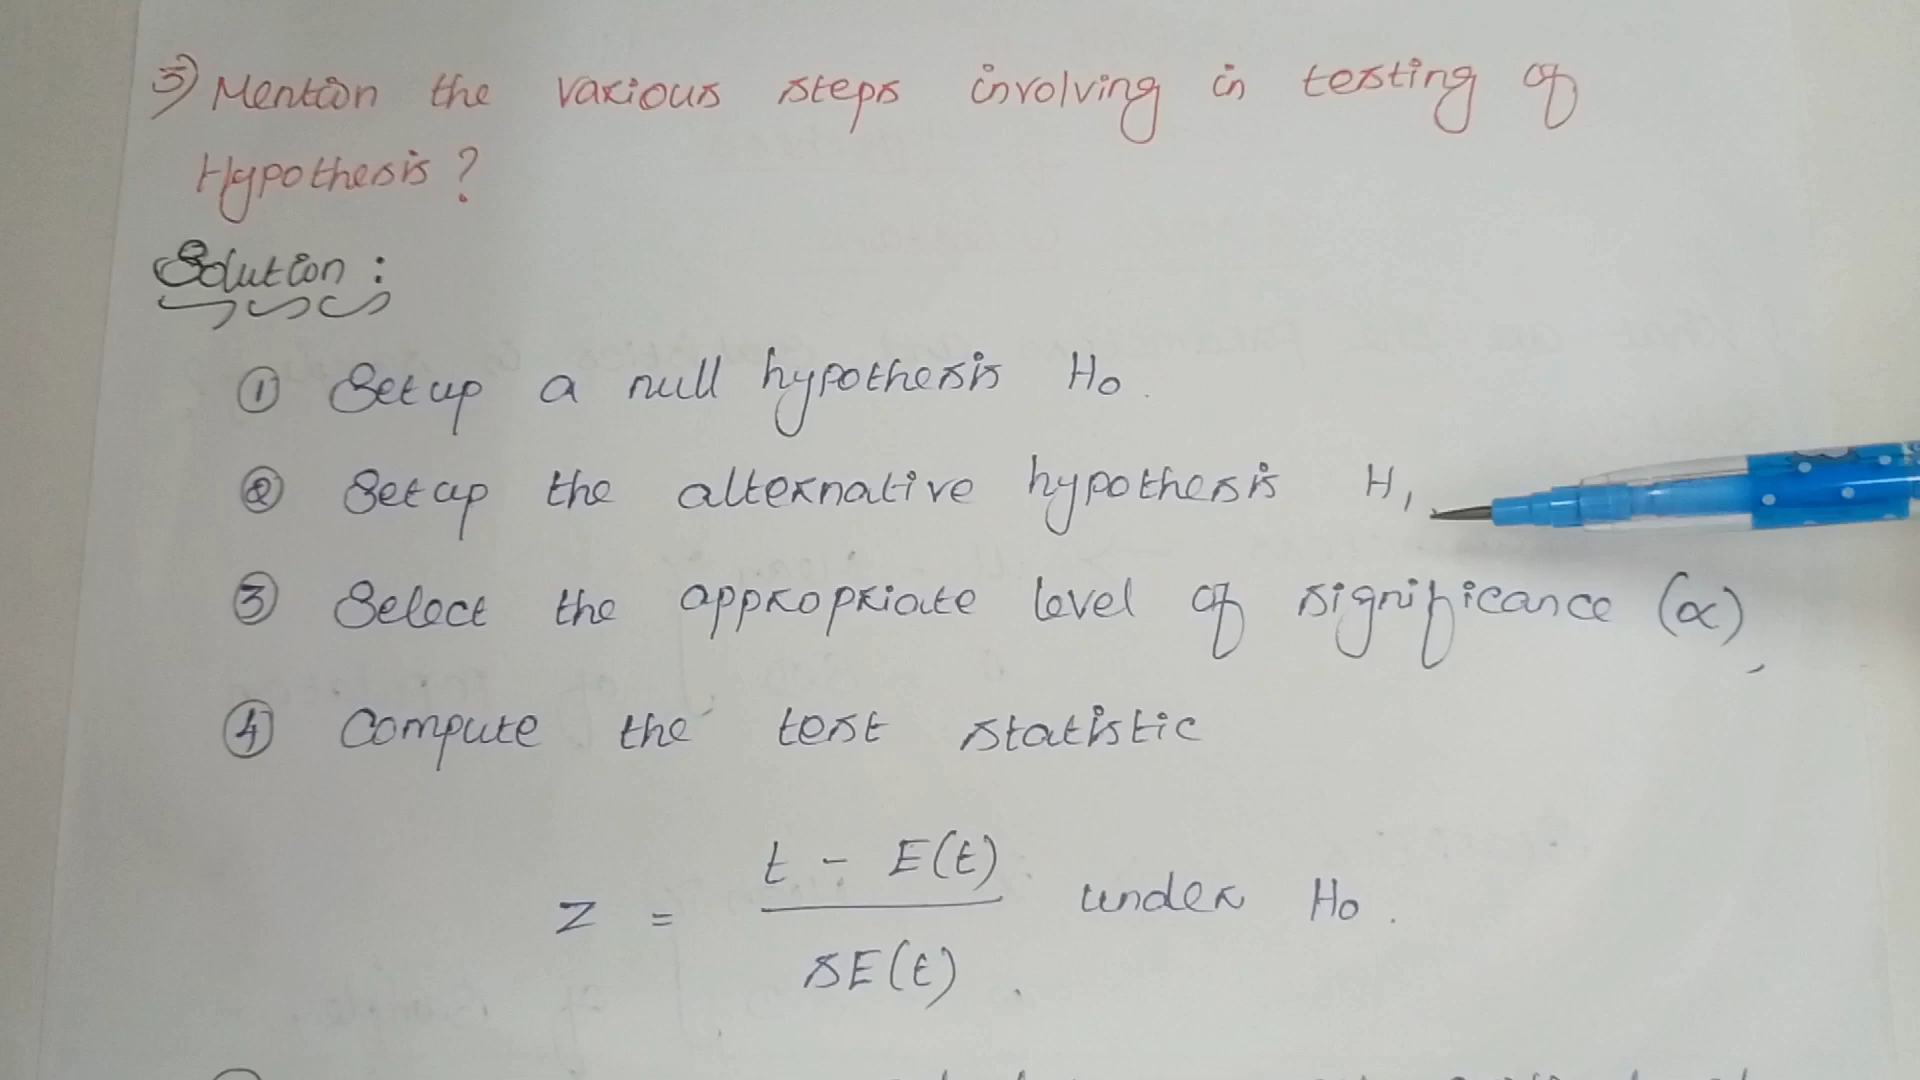 3) Mention the various steps involving in testing of
Hypothesis?
Solution:
① Set up a null hypothesis H₀.
② Set up the alternative hypothesis H₁
③ Select the appropriate level of significance (α),
④ Compute the test statistic
t - E(t)
Z = under H₀.
SE(t).